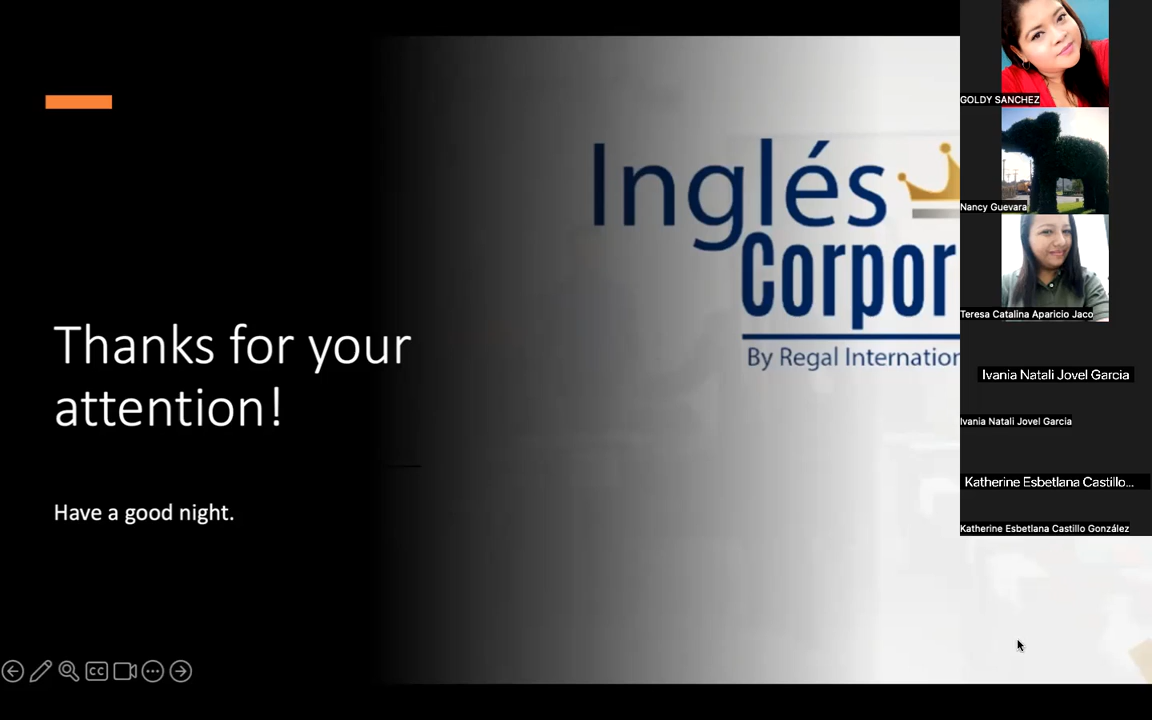 Thanks for your
attention!
Have a good night.
Inglés
Corpor
By Regal Internation
CC
GOLDY SANCHEZ
Nancy Guevara
Teresa Catalina Aparicio Jaco
Ivania Natali Jovel Garcia
Ivania Natali Jovel Garcia
Katherine Esbetlana Castillo...
Katherine Esbetlana Castillo González